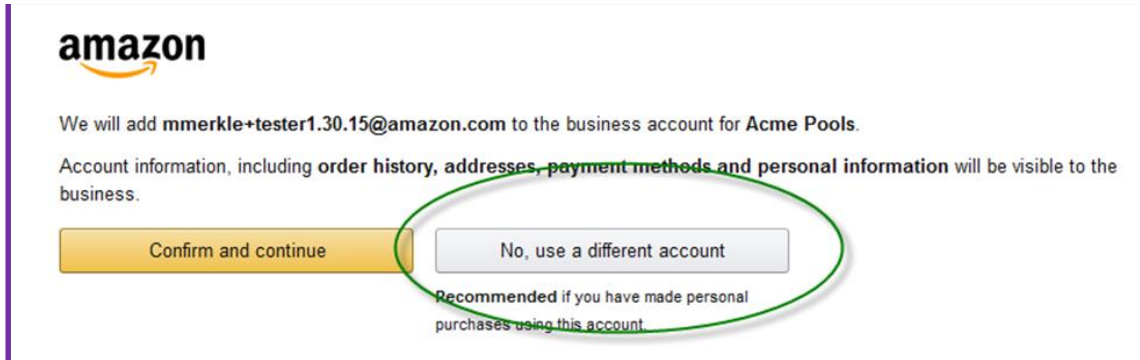 amazon
We will add mmerkle+tester1.30.15@amazon.com to the business account for Acme Pools.
Account information, including order history, addresses, payment methods and personal information will be visible to the
business.
Confirm and continue
No, use a different account
Recommended if you have made personal
purchases using this account.